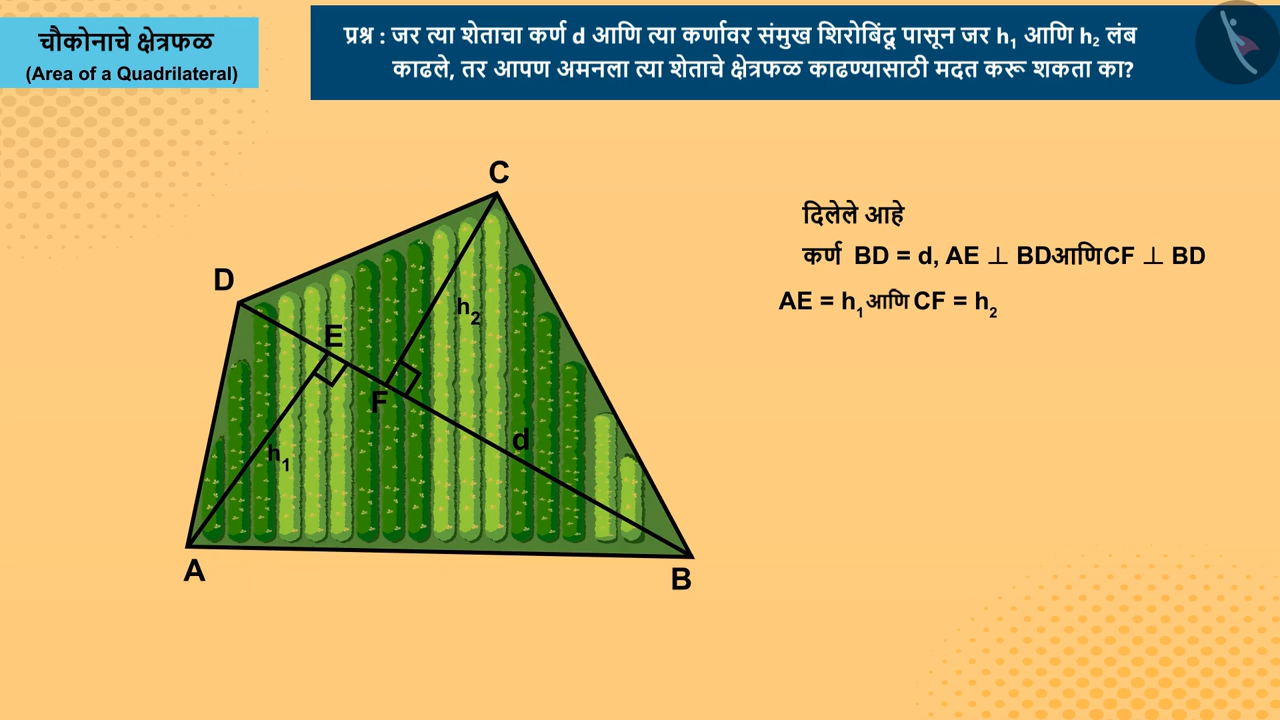 चौकोनाचे क्षेत्रफळ
(Area of a Quadrilateral)
प्रश्न : जर त्या शेताचा कर्ण d आणि त्या कर्णावर संमुख शिरोबिंदू पासून जर h₁ आणि h₂ लंब
काढले, तर आपण अमनला त्या शेताचे क्षेत्रफळ काढण्यासाठी मदत करू शकता का?
C
दिलेले आहे
कर्ण BD = d, AE ⊥ BDआणिCF ⊥ BD
D
AE = h₁आणि CF = h₂
h₂
E
F
d
h₁
A
B